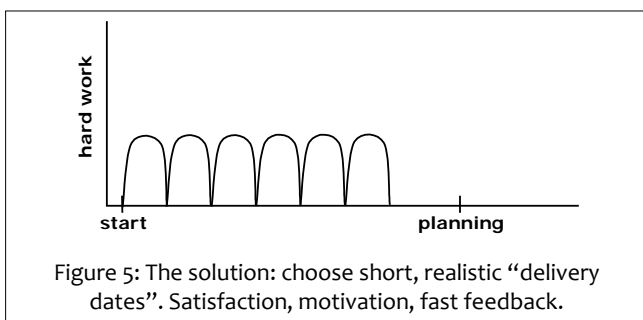 hard work
start
planning
Figure 5: The solution: choose short, realistic “delivery
dates”. Satisfaction, motivation, fast feedback.